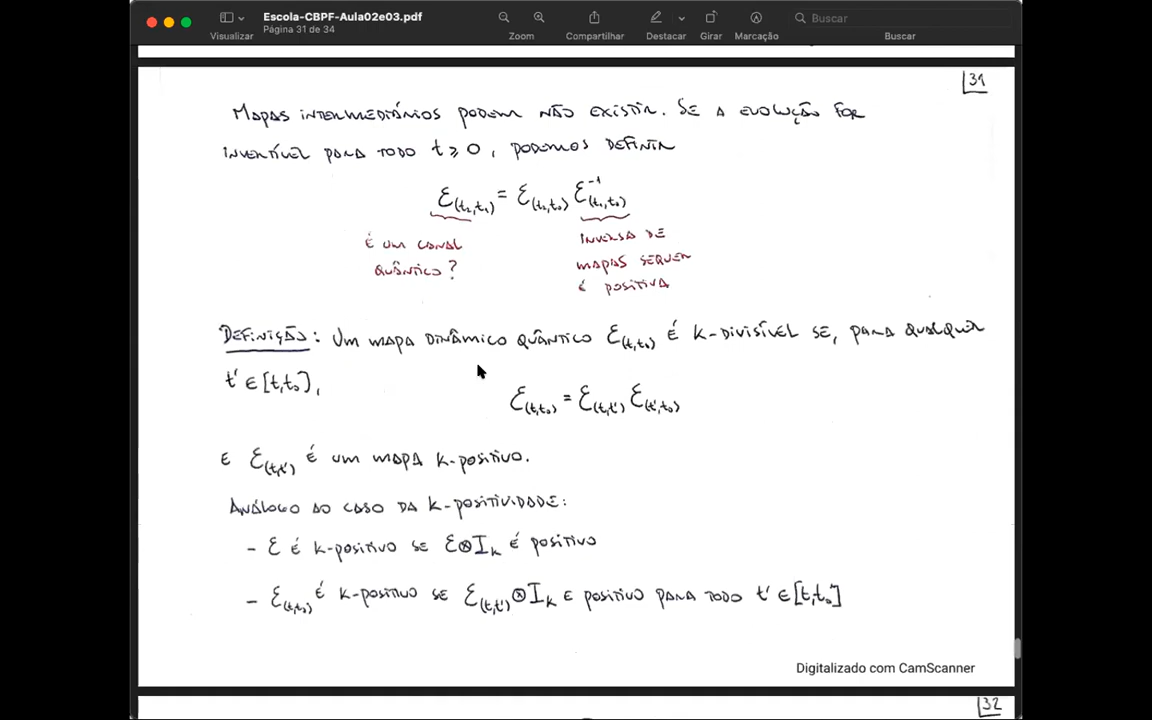 Escola-CBPF-Aula02e03.pdf
Página 31 de 34
Visualizar
Zoom
Compartilhar
Destacar
Girar
Marcação
Buscar
Buscar
31
MAPAS INTERMEDIÁRIOS PODEM NÃO EXISTIR. SE A EVOLUÇÃO FOR
INVERTÍVEL PARA TODO t ≥ 0, PODEMOS DEFINIR
ℰ(t₂,t₁) = ℰ(t₂,t₀) ℰ⁻¹(t₁,t₀)
É UM CANAL QUÂNTICO?
INVERSA DE MAPAS SEQUER É POSITIVA
DEFINIÇÃO: UM MAPA DINÂMICO QUÂNTICO ℰ(t,t₀) É K-DIVISÍVEL SE, PARA QUALQUER
t' ∈ [t,t₀],
ℰ(t,t₀) = ℰ(t,t') ℰ(t',t₀)
E ℰ(t,t') É UM MAPA K-POSITIVO.
ANÁLOGO AO CASO DA K-POSITIVIDADE:
- ℰ É K-POSITIVO SE ℰ⊗I_K É POSITIVO
- ℰ(t,t₀) É K-POSITIVO SE ℰ(t,t')⊗I_K E POSITIVO PARA TODO t' ∈ [t,t₀]
Digitalizado com CamScanner
32